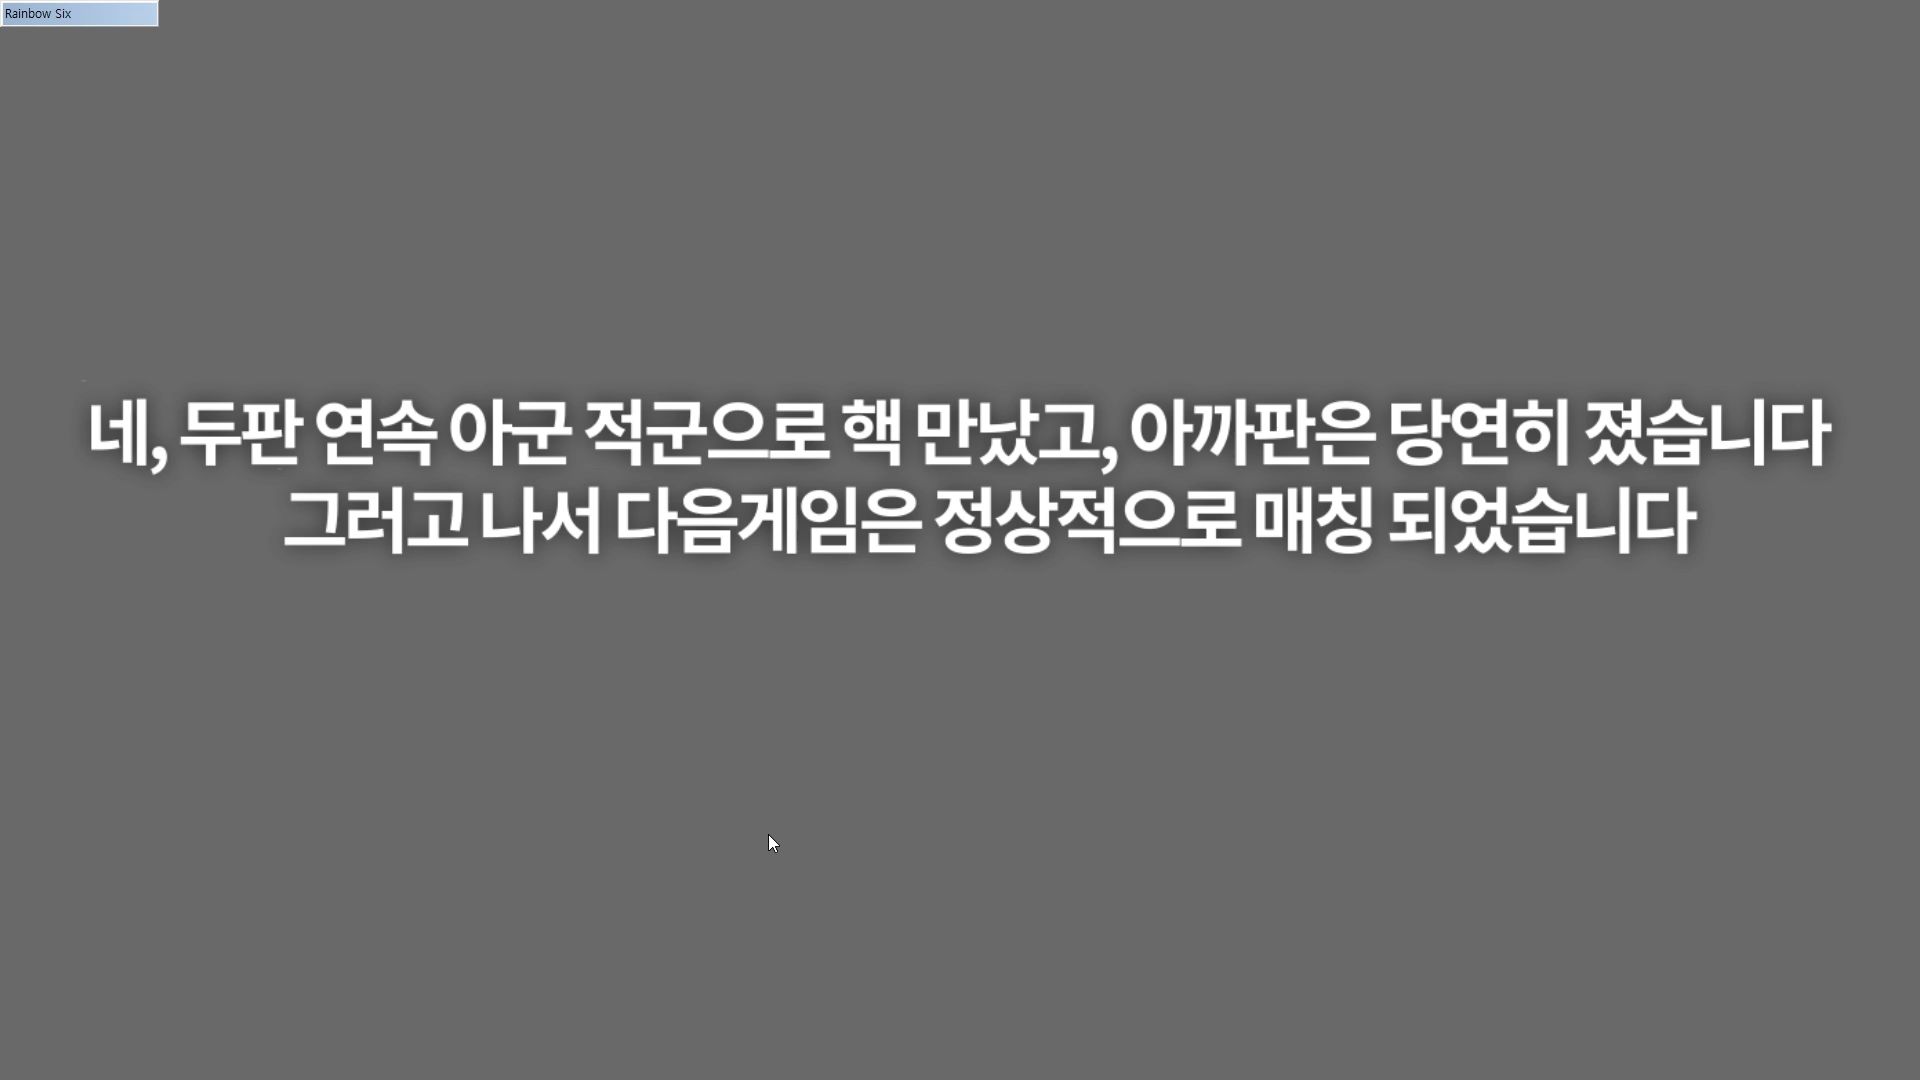 Rainbow Six
네, 두판 연속 아군 적군으로 핵 만났고, 아까판은 당연히 졌습니다
그러고 나서 다음게임은 정상적으로 매칭 되었습니다